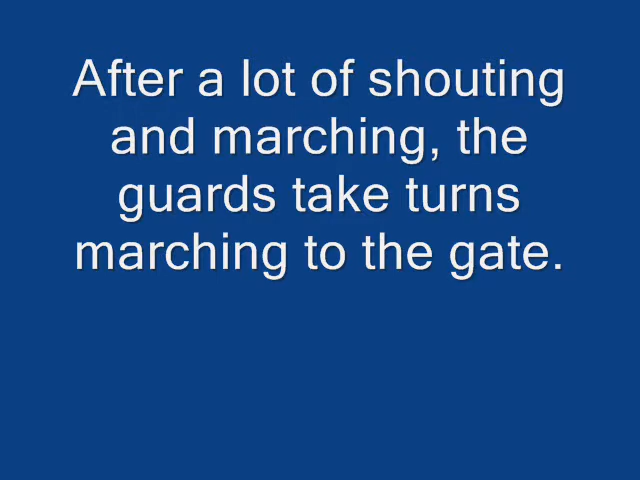 After a lot of shouting
and marching, the
guards take turns
marching to the gate.